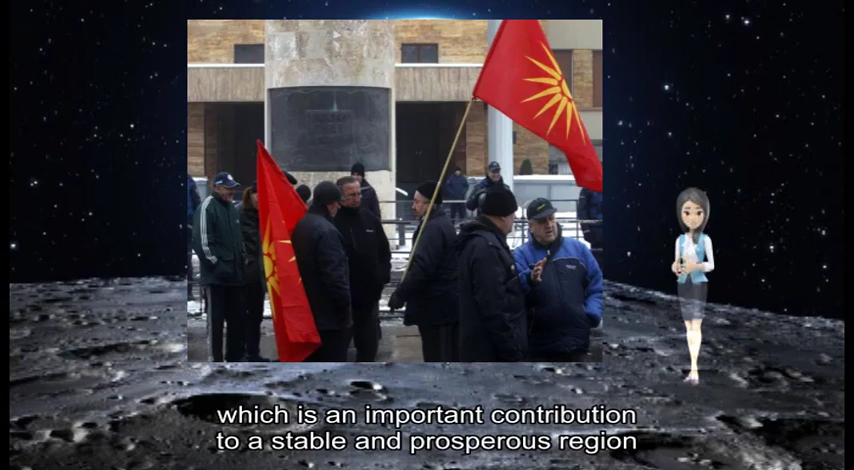 which is an important contribution
to a stable and prosperous region